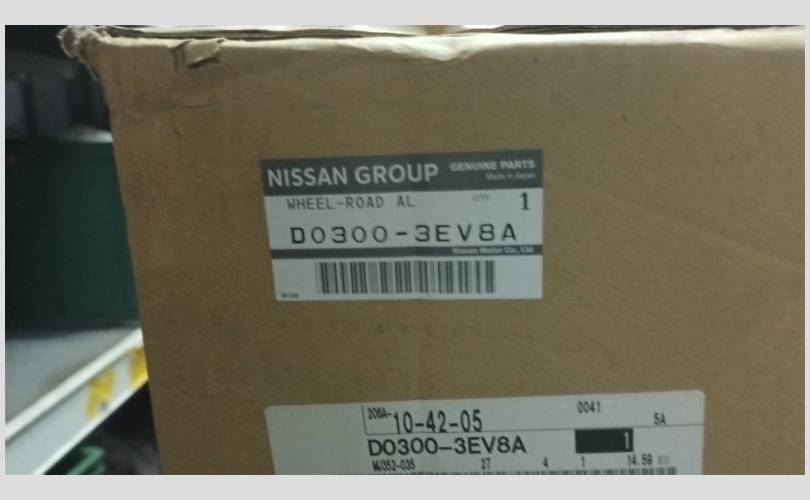 NISSAN GROUP GENUINE PARTS
Made in Japan
WHEEL-ROAD AL QTY 1
D0300-3EV8A
Nissan Motor Co., Ltd.
208A-10-42-05 0041 5A
D0300-3EV8A 1
MJ352-035 27 4 1 14.59 KG